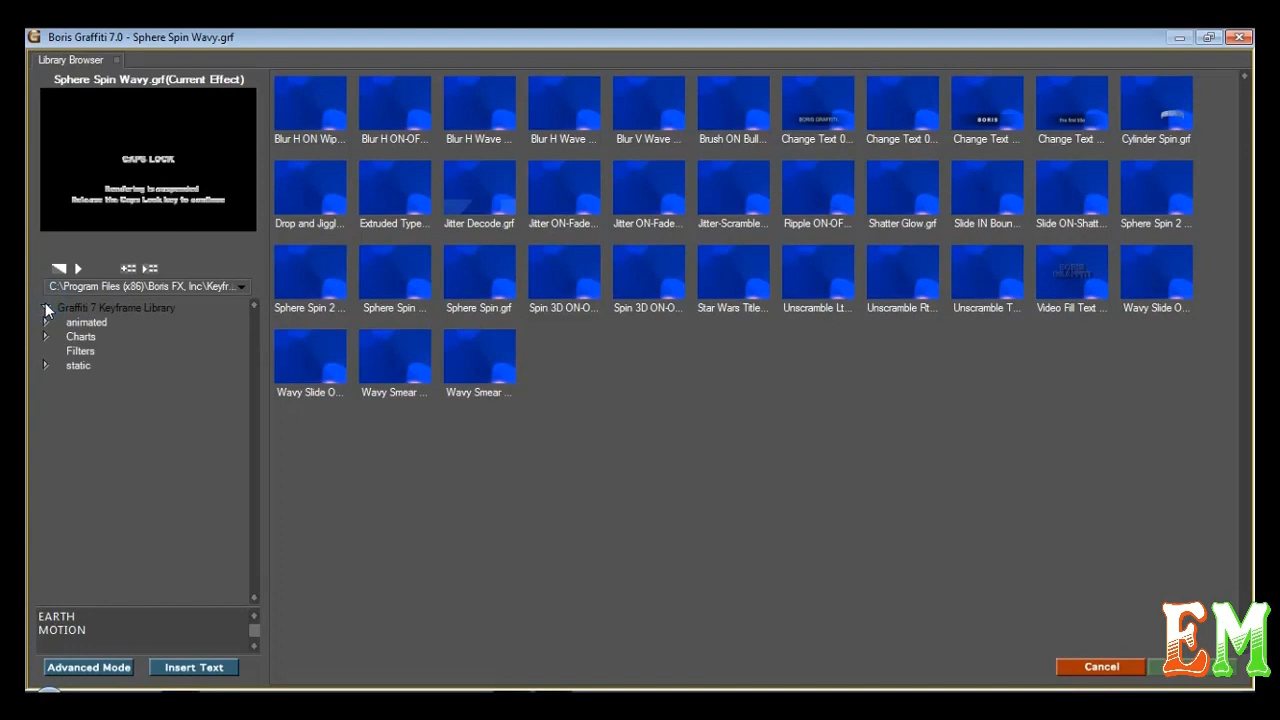 Boris Graffiti 7.0 - Sphere Spin Wavy.grf
Library Browser
Sphere Spin Wavy.grf(Current Effect)
CAPS LOCK
Rendering is suspended
Release the Caps Lock key to continue
C:\Program Files (x86)\Boris FX, Inc\Keyfr...
Graffiti 7 Keyframe Library
animated
Charts
Filters
static
EARTH
MOTION
Advanced Mode
Insert Text
BORIS GRAFFITI
BORIS
Blur H ON Wip...
Blur H ON-OF...
Blur H Wave ...
Blur H Wave ...
Blur V Wave ...
Brush ON Bull...
Change Text 0...
Change Text 0...
Change Text ...
Change Text ...
Cylinder Spin.grf
Drop and Jiggl...
Extruded Type...
Jitter Decode.grf
Jitter ON-Fade...
Jitter ON-Fade...
Jitter-Scramble...
Ripple ON-OF...
Shatter Glow.grf
Slide IN Boun...
Slide ON-Shatt...
Sphere Spin 2 ...
BORIS
GRAFFITI
Sphere Spin 2 ...
Sphere Spin ...
Sphere Spin.grf
Spin 3D ON-O...
Spin 3D ON-O...
Star Wars Title...
Unscramble Lt...
Unscramble Rt...
Unscramble T...
Video Fill Text ...
Wavy Slide O...
Wavy Slide O...
Wavy Smear ...
Wavy Smear ...
Cancel
EM